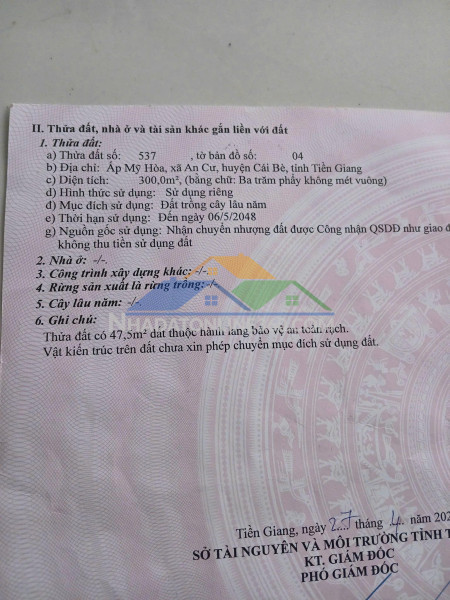 II. Thửa đất, nhà ở và tài sản khác gắn liền với đất
1. Thửa đất:
a) Thửa đất số: 537 , tờ bản đồ số: 04
b) Địa chỉ: Ấp Mỹ Hòa, xã An Cư, huyện Cái Bè, tỉnh Tiền Giang
c) Diện tích: 300,0m², (bằng chữ: Ba trăm phẩy không mét vuông)
d) Hình thức sử dụng: Sử dụng riêng
đ) Mục đích sử dụng: Đất trồng cây lâu năm
e) Thời hạn sử dụng: Đến ngày 06/5/2048
g) Nguồn gốc sử dụng: Nhận chuyển nhượng đất được Công nhận QSDĐ như giao đ
không thu tiền sử dụng đất
2. Nhà ở: -/-.
3. Công trình xây dựng khác: -/-.
4. Rừng sản xuất là rừng trồng: -/-.
5. Cây lâu năm: -/-.
6. Ghi chú:
Thửa đất có 47,5m² đất thuộc hành lang bảo vệ an toàn rạch.
Vật kiến trúc trên đất chưa xin phép chuyển mục đích sử dụng đất.
Tiền Giang, ngày 27 tháng 4 năm 202
SỞ TÀI NGUYÊN VÀ MÔI TRƯỜNG TỈNH T
KT. GIÁM ĐỐC
PHÓ GIÁM ĐỐC